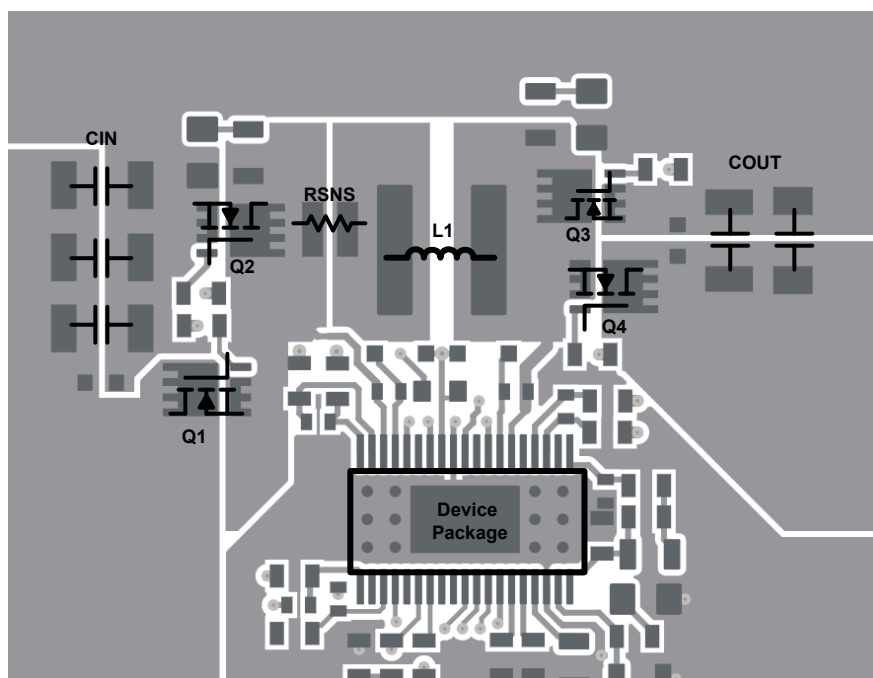 CIN
COUT
RSNS
L1
Q3
Q2
Q4
Q1
Device
Package